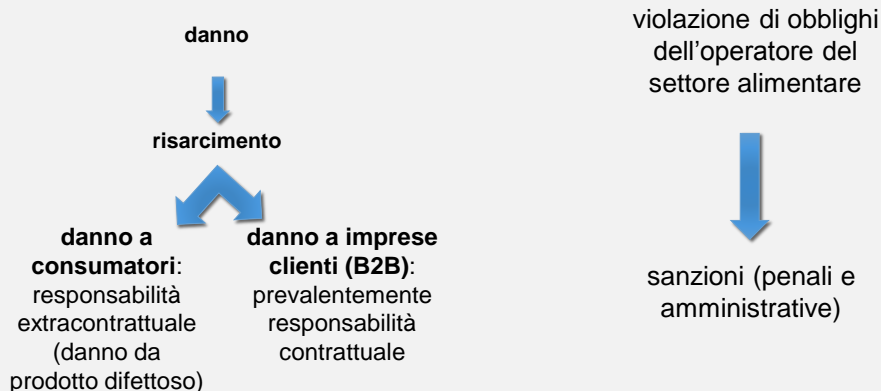 danno
risarcimento
danno a
consumatori:
responsabilità
extracontrattuale
(danno da
prodotto difettoso)
danno a imprese
clienti (B2B):
prevalentemente
responsabilità
contrattuale
violazione di obblighi
dell’operatore del
settore alimentare
sanzioni (penali e
amministrative)